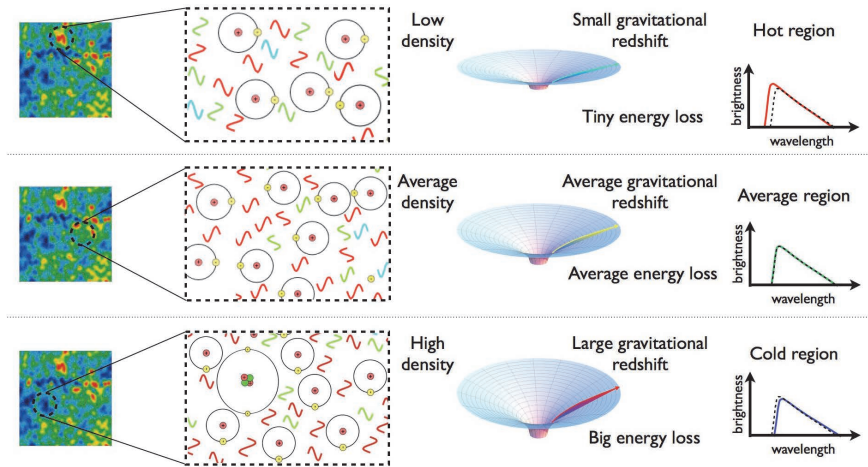 Low
density
Small gravitational
redshift
Tiny energy loss
Hot region
brightness
wavelength
Average
density
Average gravitational
redshift
Average energy loss
Average region
brightness
wavelength
High
density
Large gravitational
redshift
Big energy loss
Cold region
brightness
wavelength